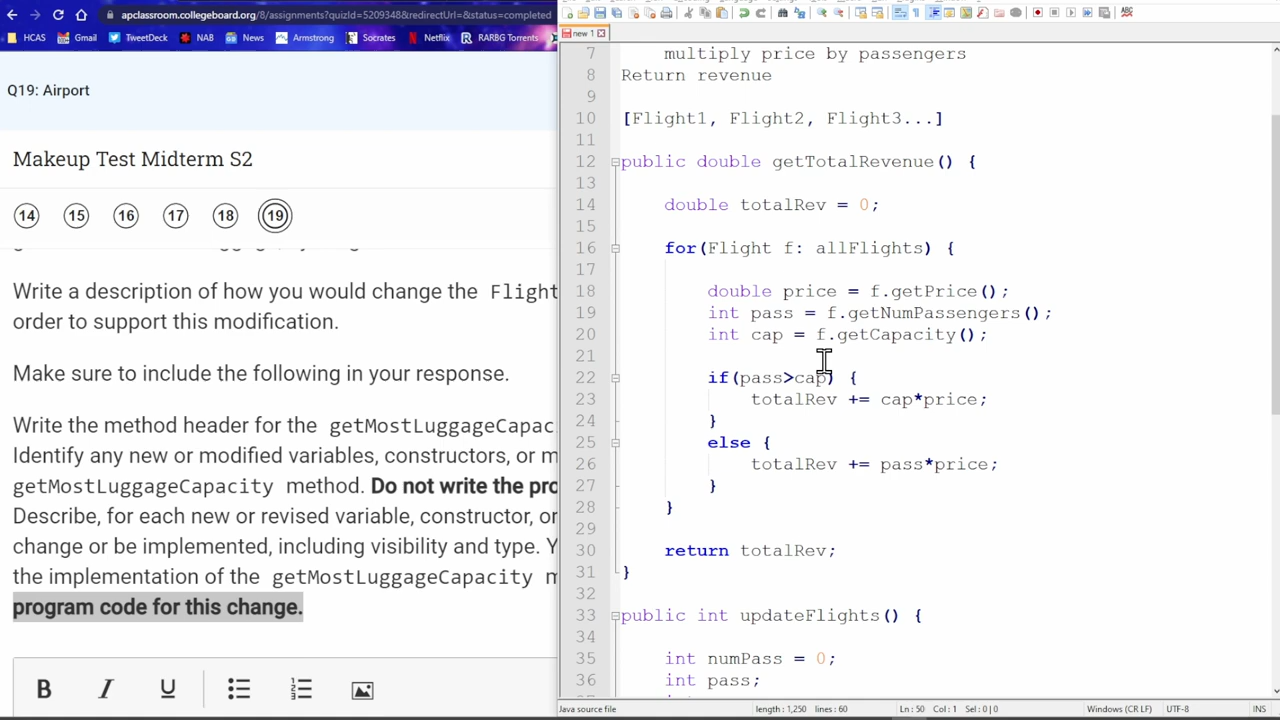 apclassroom.collegeboard.org/8/assignments?quizId=5209348&redirectUrl=&status=completed
HCAS Gmail TweetDeck NAB News Armstrong Socrates Netflix RARBG Torrents
Q19: Airport
Makeup Test Midterm S2
14 15 16 17 18 19
Write a description of how you would change the Flight
order to support this modification.
Make sure to include the following in your response.
Write the method header for the getMostLuggageCapac
Identify any new or modified variables, constructors, or m
getMostLuggageCapacity method. Do not write the pro
Describe, for each new or revised variable, constructor, or
change or be implemented, including visibility and type. Y
the implementation of the getMostLuggageCapacity m
program code for this change.
B I U
new 1
7 multiply price by passengers
8 Return revenue
9
10 [Flight1, Flight2, Flight3...]
11
12 public double getTotalRevenue() {
13
14 double totalRev = 0;
15
16 for(Flight f: allFlights) {
17
18 double price = f.getPrice();
19 int pass = f.getNumPassengers();
20 int cap = f.getCapacity();
21
22 if(pass>cap) {
23 totalRev += cap*price;
24 }
25 else {
26 totalRev += pass*price;
27 }
28 }
29
30 return totalRev;
31 }
32
33 public int updateFlights() {
34
35 int numPass = 0;
36 int pass;
Java source file length : 1,250 lines : 60 Ln : 50 Col : 1 Sel : 0 | 0 Windows (CR LF) UTF-8 INS